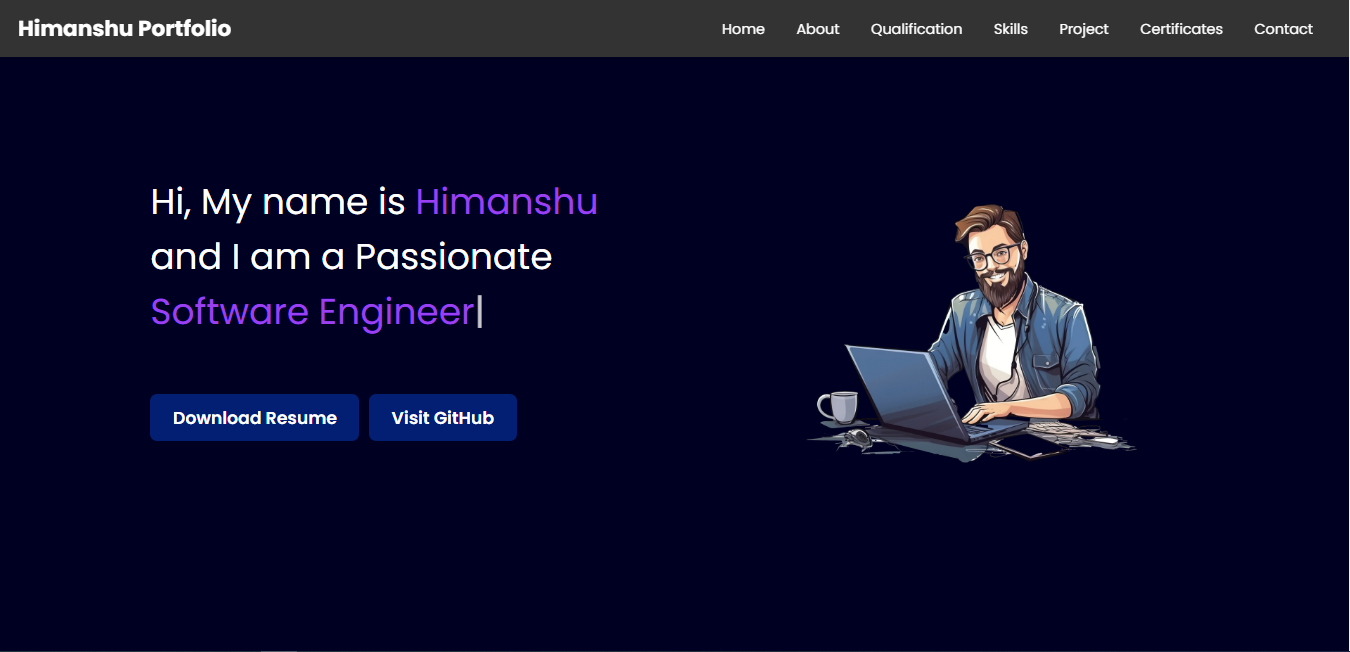 Himanshu Portfolio
Home About Qualification Skills Project Certificates Contact
Hi, My name is Himanshu
and I am a Passionate
Software Engineer|
Download Resume Visit GitHub